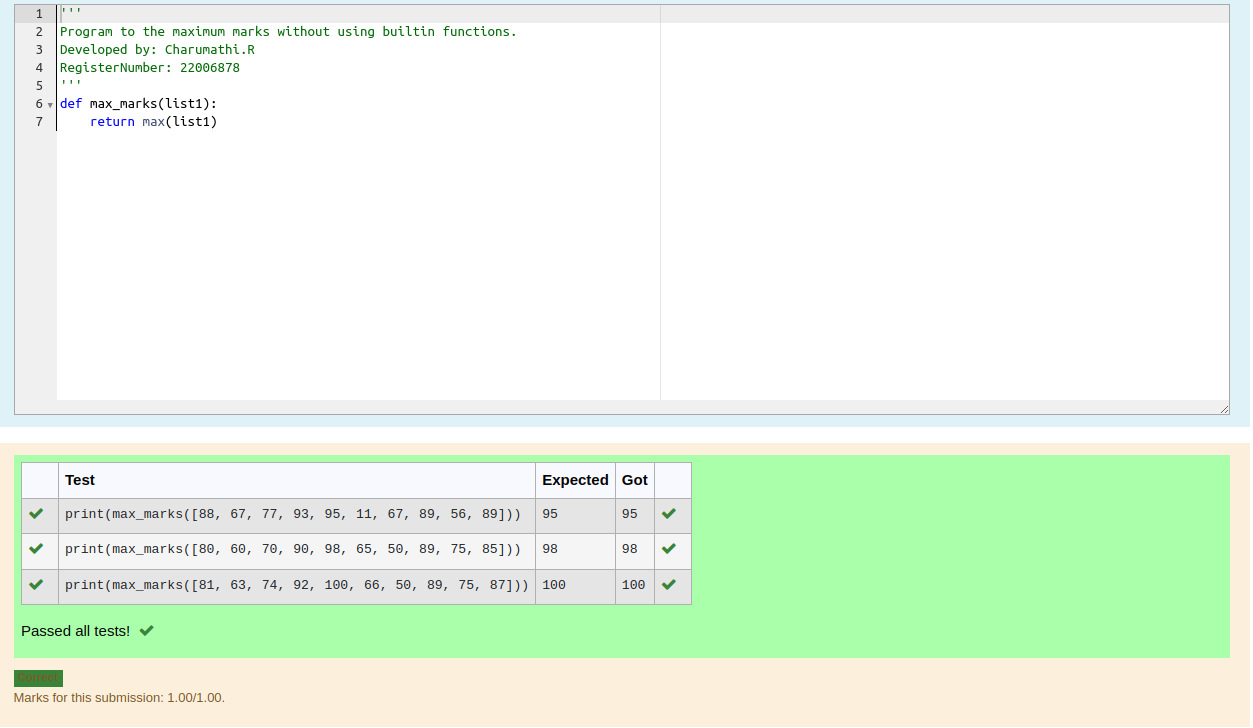 1 '''
2 Program to the maximum marks without using builtin functions.
3 Developed by: Charumathi.R
4 RegisterNumber: 22006878
5 '''
6 def max_marks(list1):
7     return max(list1)
Test Expected Got
print(max_marks([88, 67, 77, 93, 95, 11, 67, 89, 56, 89])) 95 95
print(max_marks([80, 60, 70, 90, 98, 65, 50, 89, 75, 85])) 98 98
print(max_marks([81, 63, 74, 92, 100, 66, 50, 89, 75, 87])) 100 100
Passed all tests!
Correct
Marks for this submission: 1.00/1.00.